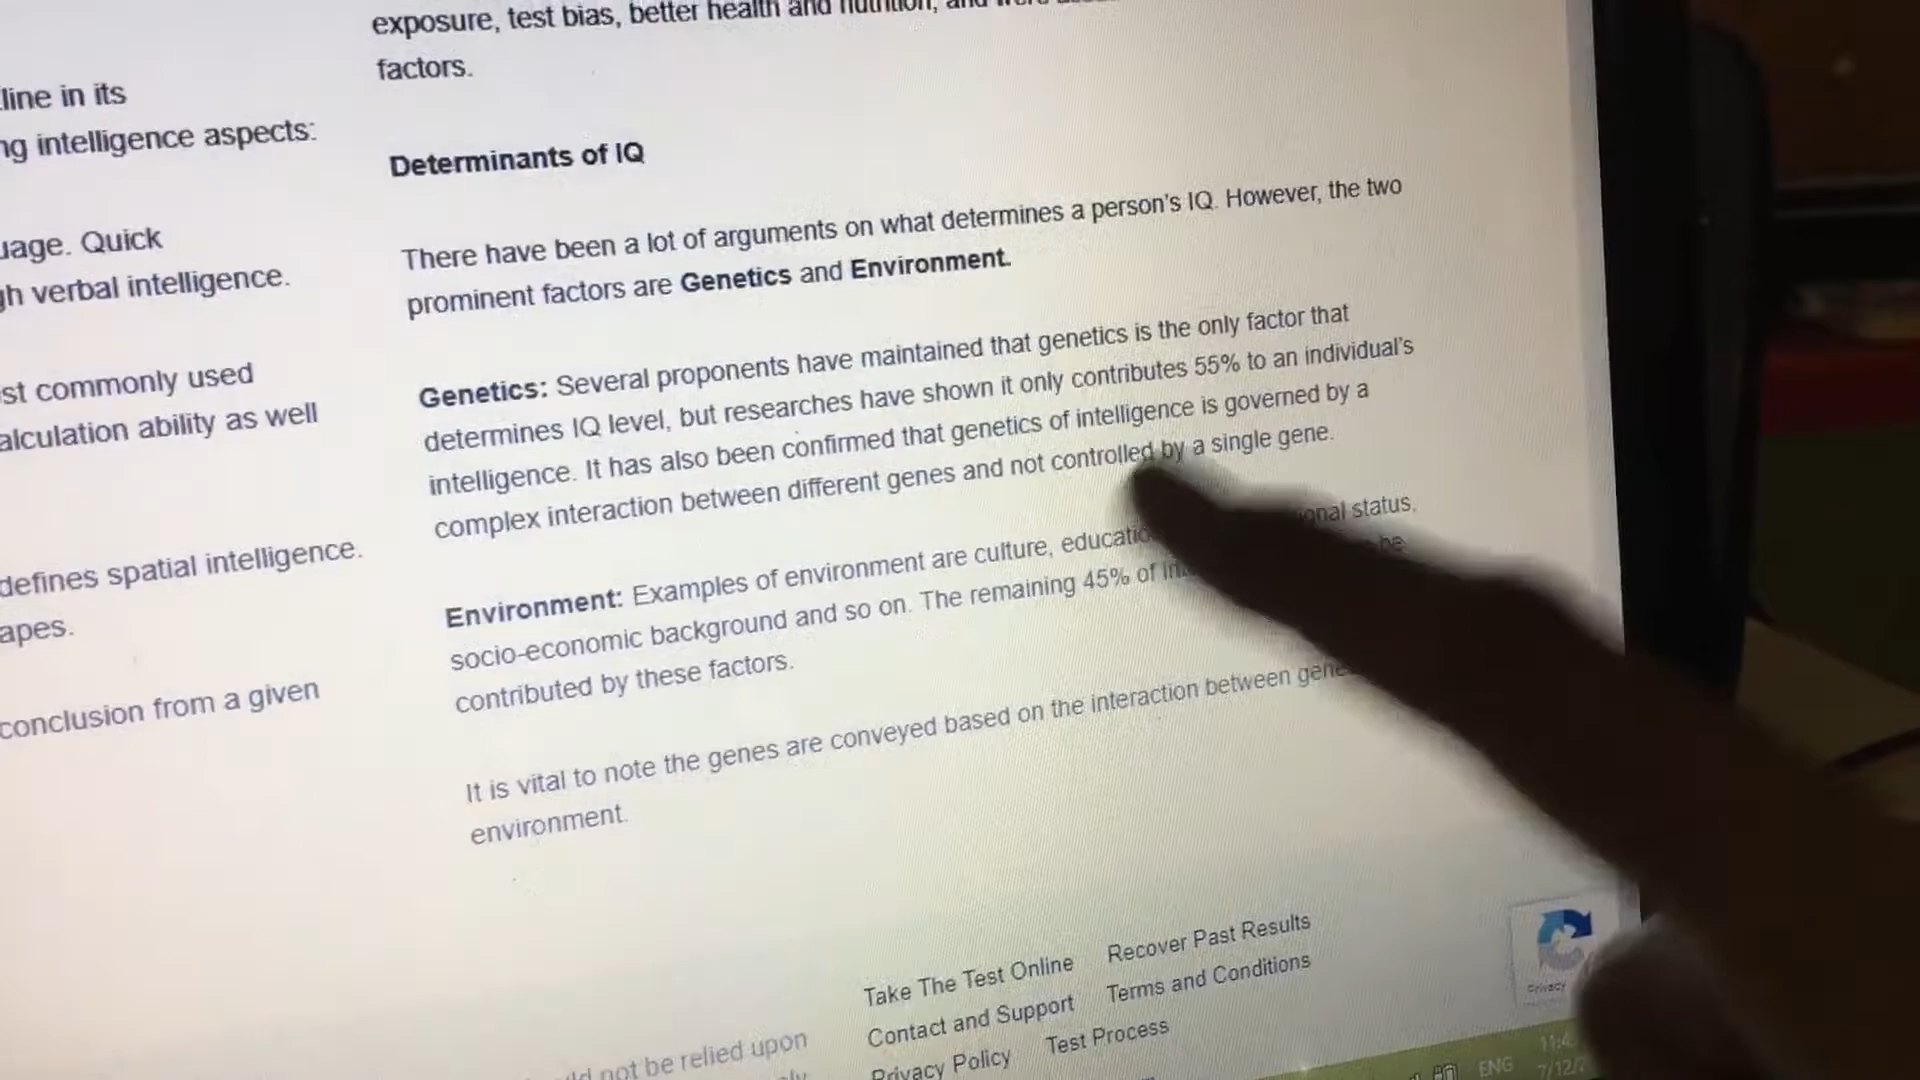 exposure, test bias, better health and nutrition, and
factors.
line in its
ng intelligence aspects:
uage. Quick
gh verbal intelligence.
st commonly used
alculation ability as well
defines spatial intelligence.
apes.
conclusion from a given
Determinants of IQ
There have been a lot of arguments on what determines a person's IQ. However, the two
prominent factors are Genetics and Environment.
Genetics: Several proponents have maintained that genetics is the only factor that
determines IQ level, but researches have shown it only contributes 55% to an individual's
intelligence. It has also been confirmed that genetics of intelligence is governed by a
complex interaction between different genes and not controlled by a single gene.
Environment: Examples of environment are culture, educatio onal status,
socio-economic background and so on. The remaining 45% of in be
contributed by these factors.
It is vital to note the genes are conveyed based on the interaction between gene
environment.
Take The Test Online Recover Past Results
Contact and Support Terms and Conditions
Privacy Policy Test Process
not be relied upon
Privacy
ENG
7/12/